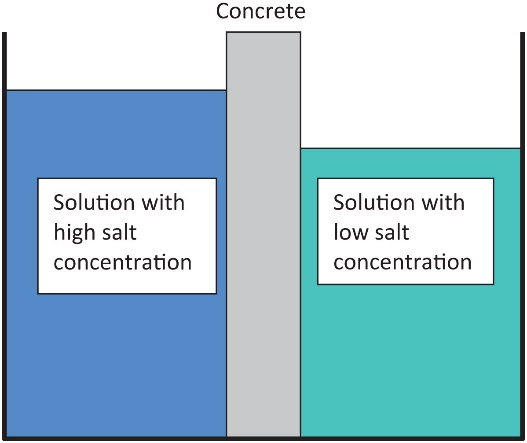 Concrete
Solution with
high salt
concentration
Solution with
low salt
concentration